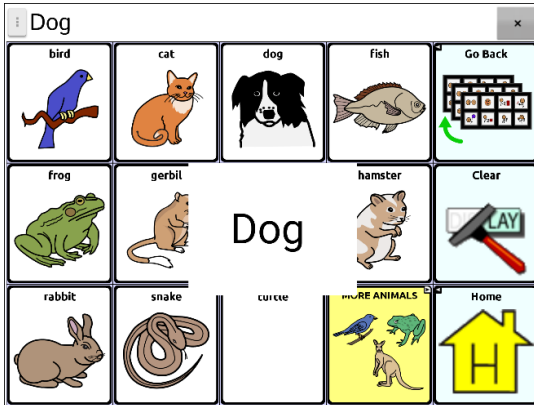 Dog
×
bird
cat
dog
fish
Go Back
frog
gerbil
hamster
Clear
DISPLAY
Dog
rabbit
snake
turtle
MORE ANIMALS
Home
H